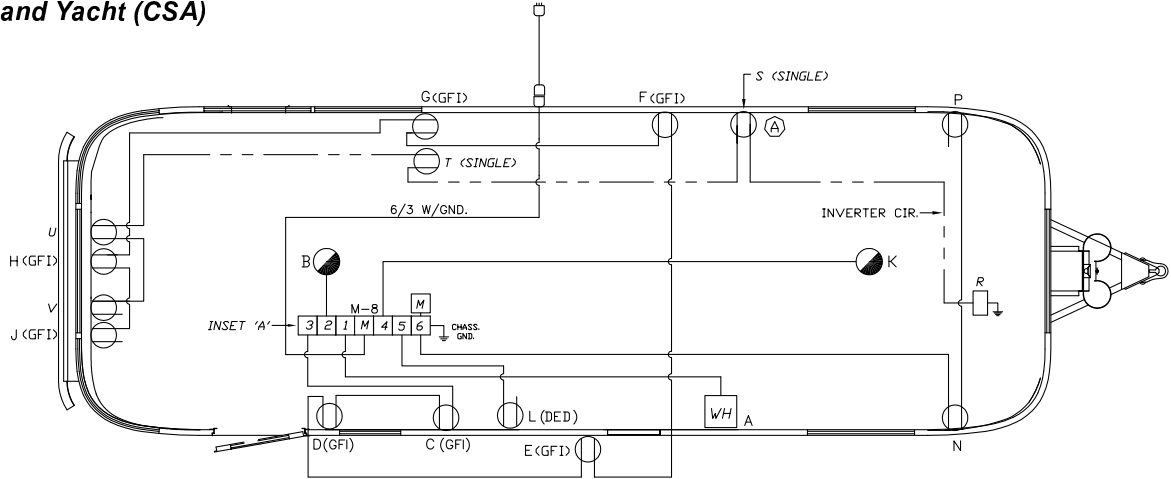 and Yacht (CSA)
S (SINGLE)
G(GFI)
F(GFI)
P
A
T (SINGLE)
6/3 W/GND.
INVERTER CIR.
U
H(GFI)
B
K
R
V
M-8
M
INSET 'A'
3 2 1 M 4 5 6
CHASS.
GND.
J(GFI)
WH
A
L(DED)
D(GFI)
C(GFI)
E(GFI)
N